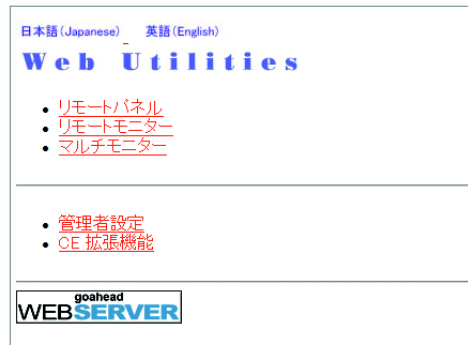 日本語(Japanese) 英語(English)
Web Utilities
リモートパネル
リモートモニター
マルチモニター
管理者設定
CE 拡張機能
goahead
WEBSERVER